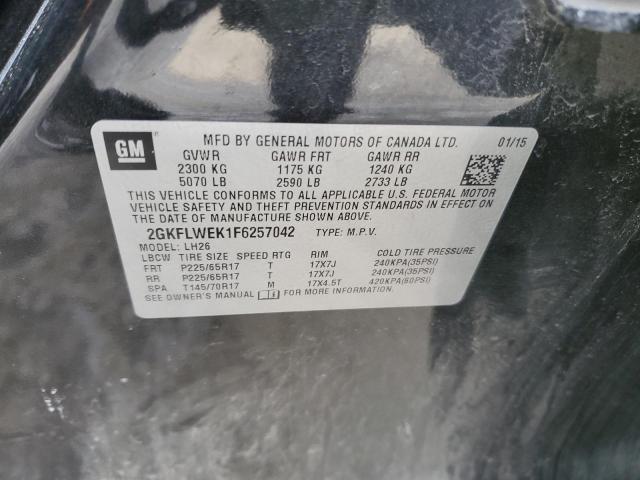 GM
MFD BY GENERAL MOTORS OF CANADA LTD. 01/15
GVWR GAWR FRT GAWR RR
2300 KG 1175 KG 1240 KG
5070 LB 2590 LB 2733 LB
THIS VEHICLE CONFORMS TO ALL APPLICABLE U.S. FEDERAL MOTOR
VEHICLE SAFETY AND THEFT PREVENTION STANDARDS IN EFFECT
ON THE DATE OF MANUFACTURE SHOWN ABOVE.
2GKFLWEK1F6257042 TYPE: M.P.V.
MODEL: LH26
LBCW TIRE SIZE SPEED RTG RIM COLD TIRE PRESSURE
FRT P225/65R17 T 17X7J 240KPA(35PSI)
RR P225/65R17 T 17X7J 240KPA(35PSI)
SPA T145/70R17 M 17X4.5T 420KPA(60PSI)
SEE OWNER'S MANUAL FOR MORE INFORMATION.